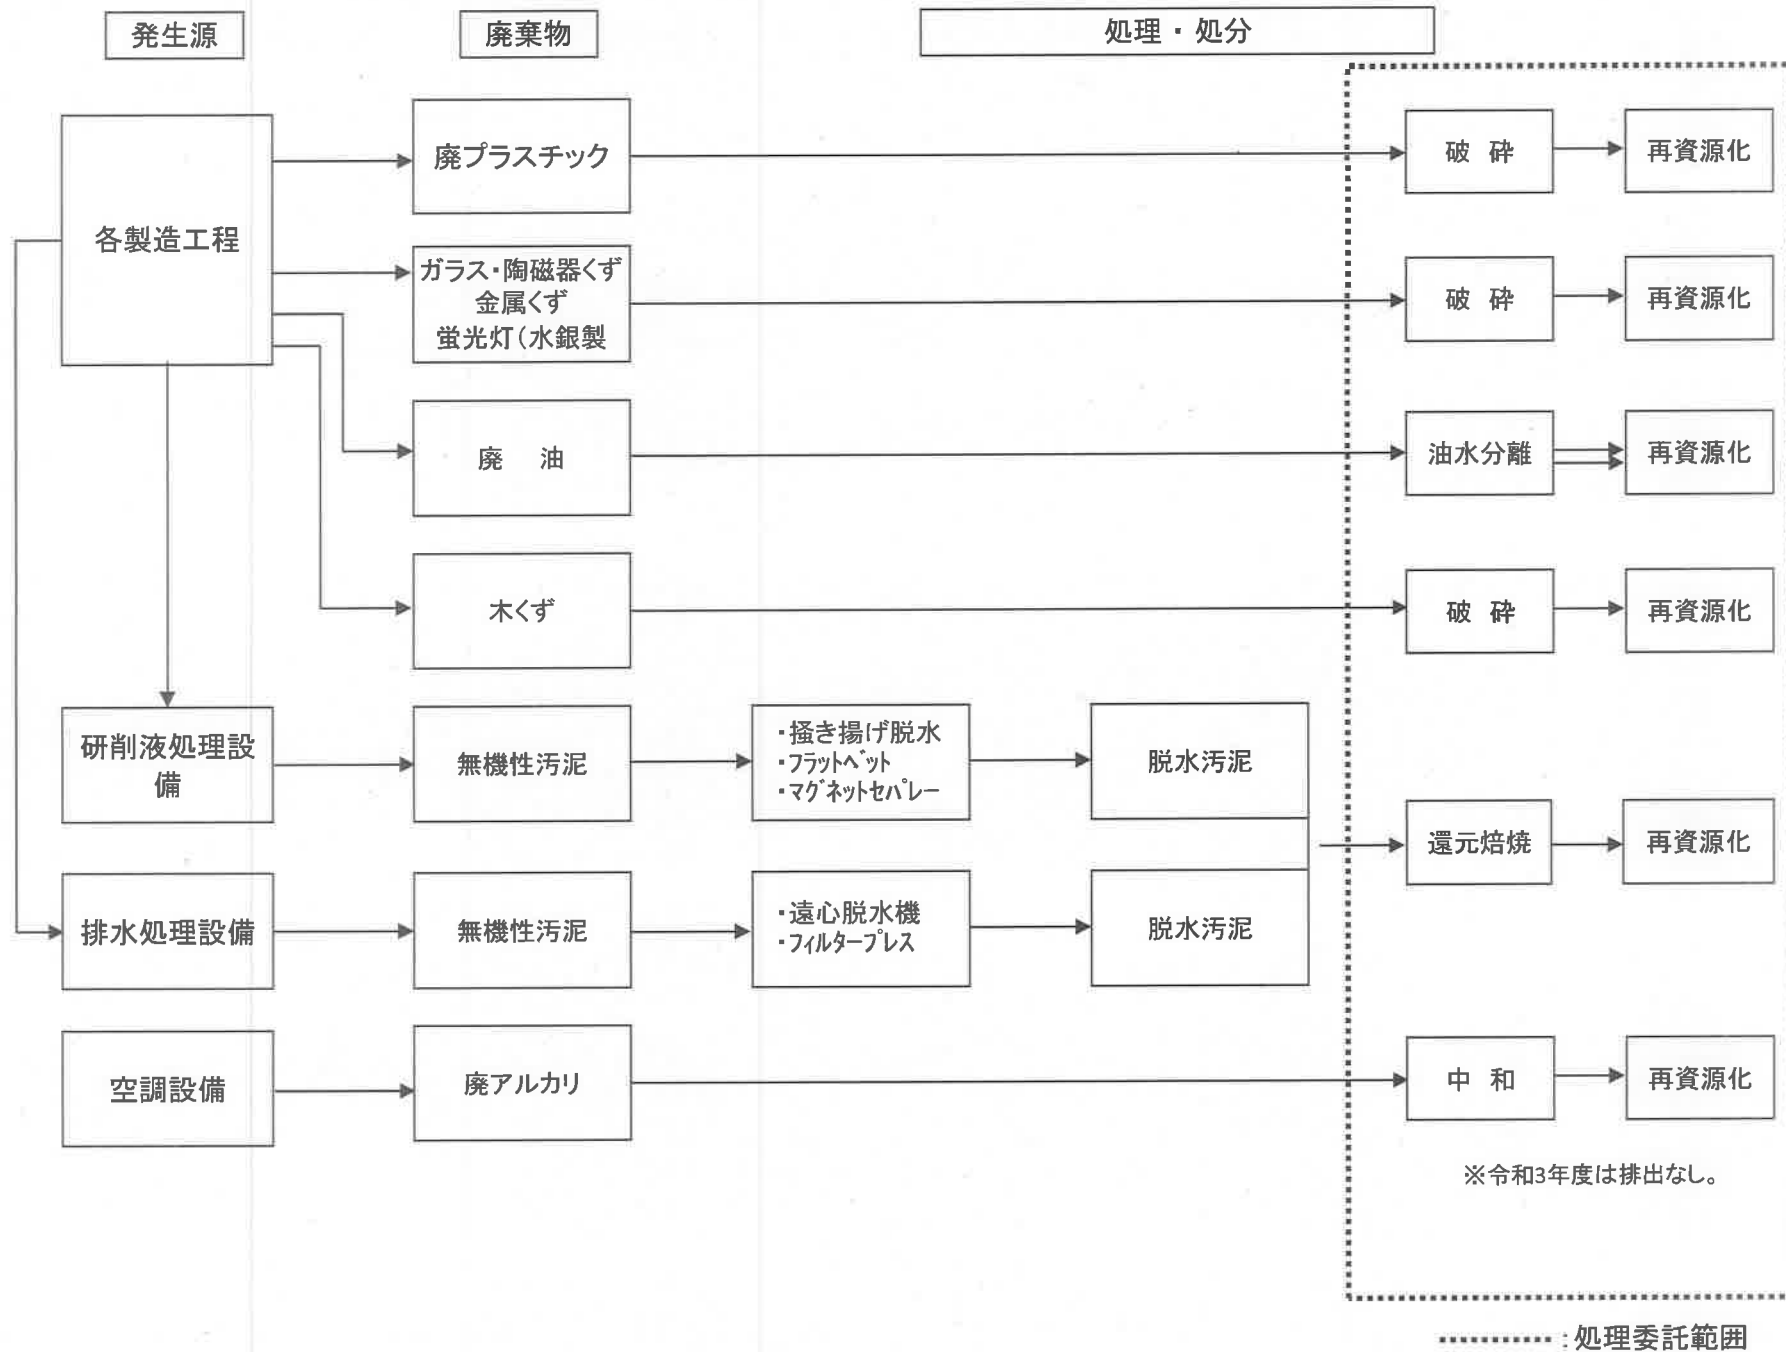 発生源
廃棄物
処理・処分
各製造工程
廃プラスチック
破 砕
再資源化
ガラス・陶磁器くず
金属くず
蛍光灯(水銀製
破 砕
再資源化
廃 油
油水分離
再資源化
木くず
破 砕
再資源化
研削液処理設
備
無機性汚泥
・掻き揚げ脱水
・フラットベット
・マグネットセパレー
脱水汚泥
還元焙焼
再資源化
排水処理設備
無機性汚泥
・遠心脱水機
・フィルタープレス
脱水汚泥
空調設備
廃アルカリ
中 和
再資源化
※令和3年度は排出なし。
:処理委託範囲